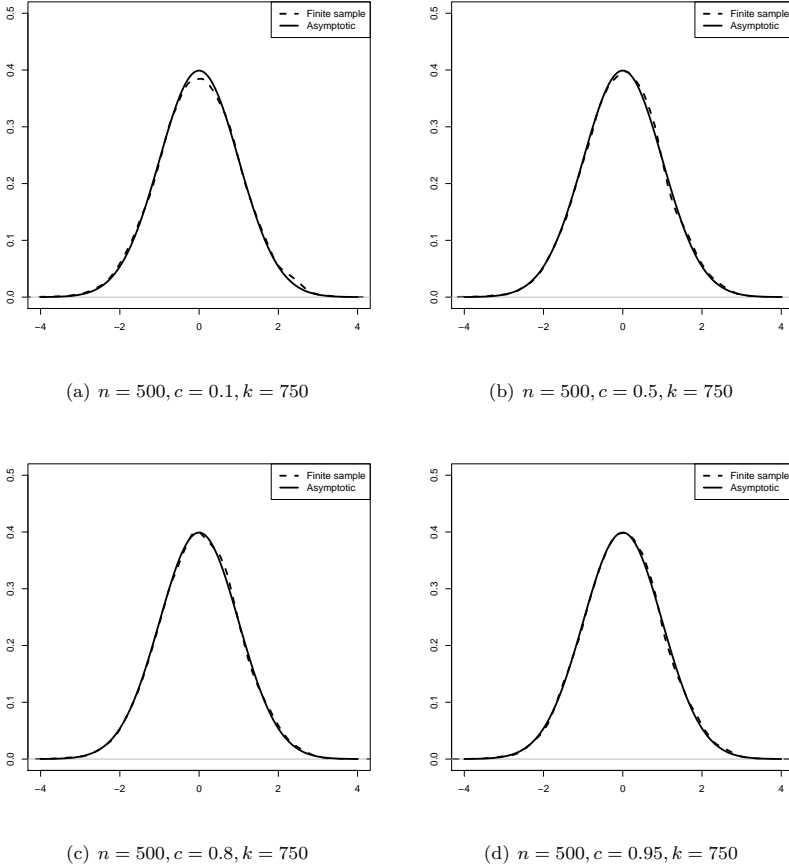 Finite sample
Asymptotic
0.0 0.1 0.2 0.3 0.4 0.5
−4 −2 0 2 4
(a) n = 500, c = 0.1, k = 750
Finite sample
Asymptotic
0.0 0.1 0.2 0.3 0.4 0.5
−4 −2 0 2 4
(b) n = 500, c = 0.5, k = 750
Finite sample
Asymptotic
0.0 0.1 0.2 0.3 0.4 0.5
−4 −2 0 2 4
(c) n = 500, c = 0.8, k = 750
Finite sample
Asymptotic
0.0 0.1 0.2 0.3 0.4 0.5
−4 −2 0 2 4
(d) n = 500, c = 0.95, k = 750